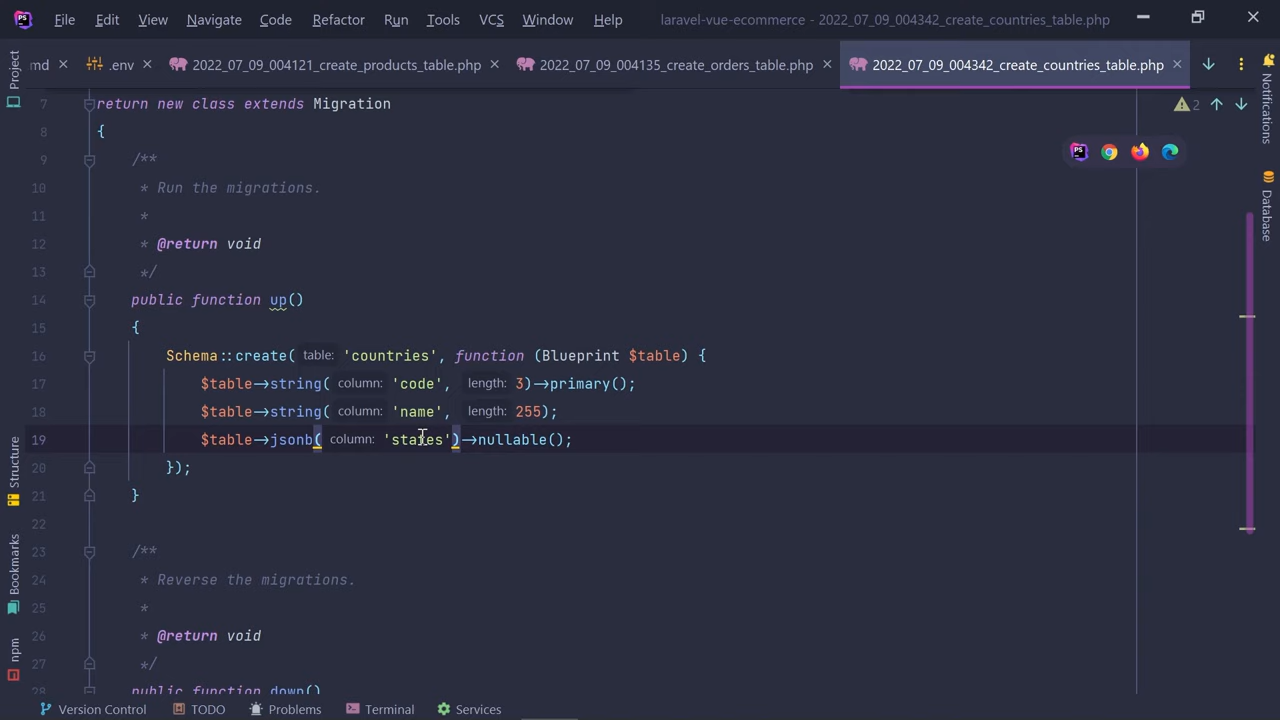 File Edit View Navigate Code Refactor Run Tools VCS Window Help laravel-vue-ecommerce - 2022_07_09_004342_create_countries_table.php
md .env 2022_07_09_004121_create_products_table.php 2022_07_09_004135_create_orders_table.php 2022_07_09_004342_create_countries_table.php
Project
Structure
Bookmarks
npm
Notifications
Database
2
7 return new class extends Migration
8 {
9 /**
10 * Run the migrations.
11 *
12 * @return void
13 */
14 public function up()
15 {
16 Schema::create( table: 'countries', function (Blueprint $table) {
17 $table->string( column: 'code', length: 3)->primary();
18 $table->string( column: 'name', length: 255);
19 $table->jsonb( column: 'states')->nullable();
20 });
21 }
22
23 /**
24 * Reverse the migrations.
25 *
26 * @return void
27 */
28 public function down()
Version Control TODO Problems Terminal Services